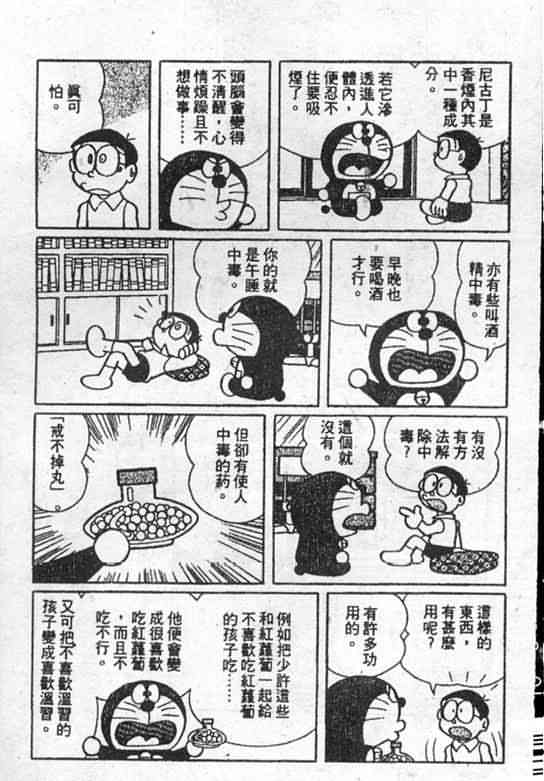 尼古丁是
香煙內其
中一種成
分。
若它滲
透進人
體內，
便忍不
住要吸
煙了。
頭腦會變得
不清醒，心
情煩躁且不
想做事……
眞可
怕。
亦有些叫酒
精中毒。
早晚也
要喝酒
才行。
你的就
是午睡
中毒。
有沒
有方
法解
除中
毒？
這個就
沒有。
但卻有使人
中毒的葯。
「戒不掉丸」。
這樣的
東西，
有甚麼
用呢？
有許多功
用的。
例如把少許這些
和紅蘿蔔一起給
不喜歡吃紅蘿蔔
的孩子吃……
他便會變
成很喜歡
吃紅蘿蔔
，而且不
吃不行。
又可把不喜歡溫習的
孩子變成喜歡溫習。